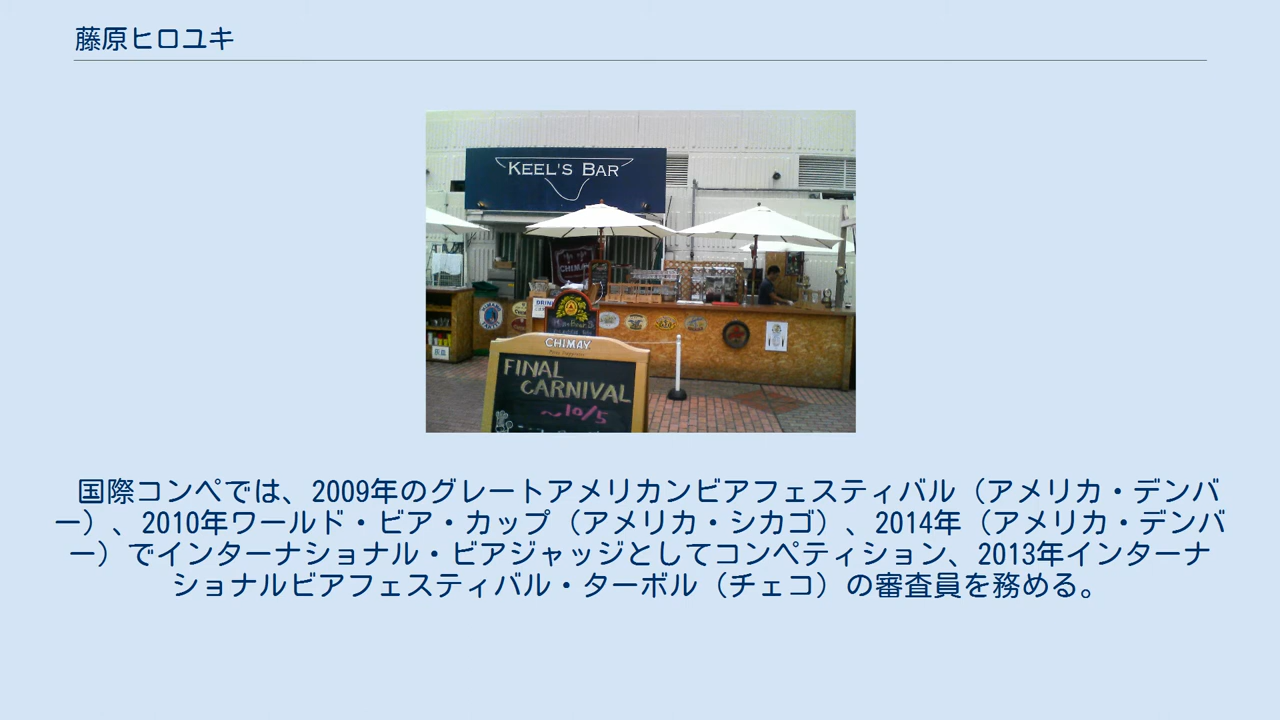 藤原ヒロユキ
KEEL'S BAR
CHIMAY
DRINK
CHIMAY
FINAL
CARNIVAL
～10/5
国際コンペでは、2009年のグレートアメリカンビアフェスティバル（アメリカ・デンバ
ー）、2010年ワールド・ビア・カップ（アメリカ・シカゴ）、2014年（アメリカ・デンバ
ー）でインターナショナル・ビアジャッジとしてコンペティション、2013年インターナ
ショナルビアフェスティバル・ターボル（チェコ）の審査員を務める。